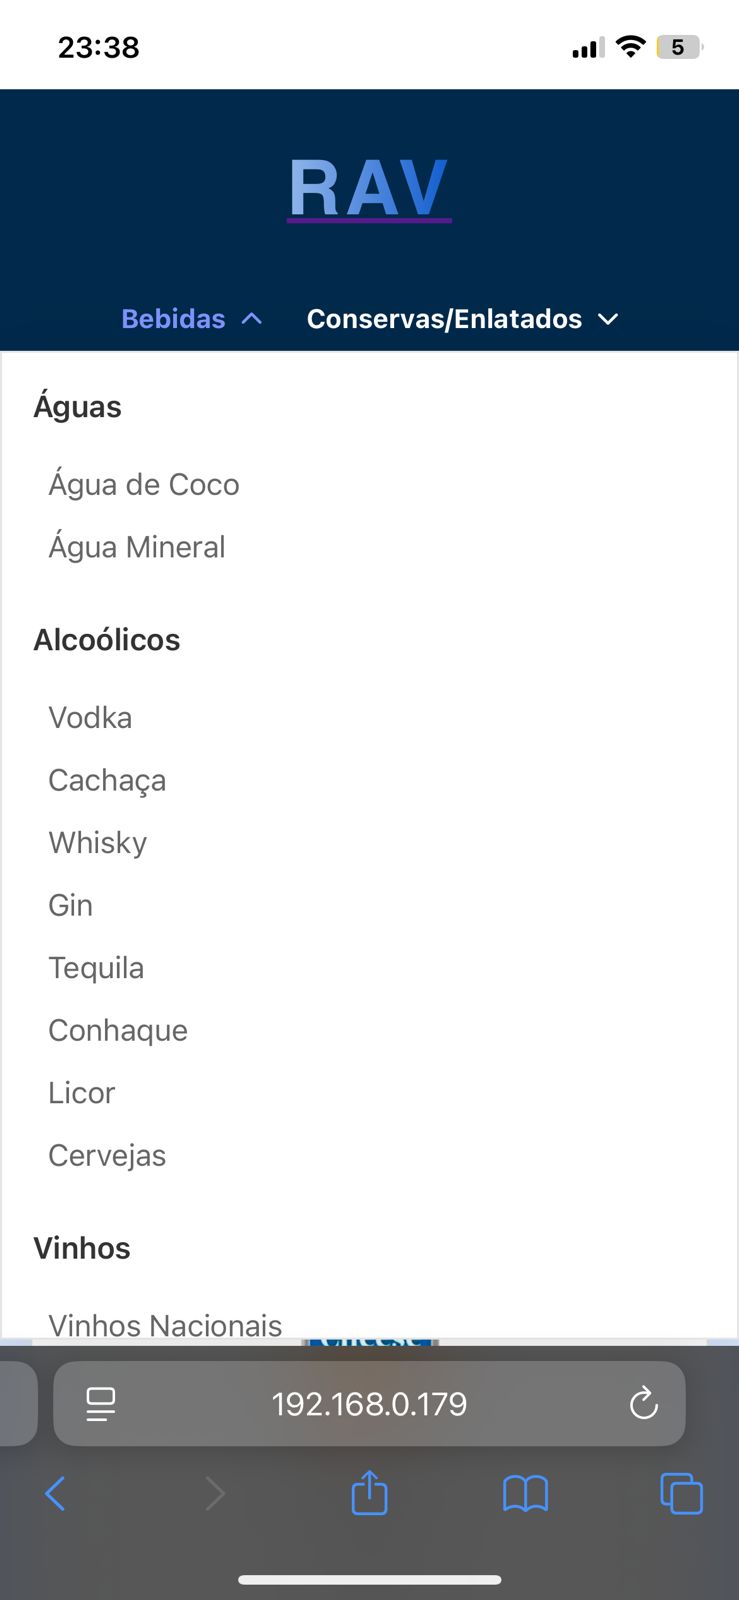 23:38
5
RAV
Bebidas Conservas/Enlatados
Águas
Água de Coco
Água Mineral
Alcoólicos
Vodka
Cachaça
Whisky
Gin
Tequila
Conhaque
Licor
Cervejas
Vinhos
Vinhos Nacionais
192.168.0.179